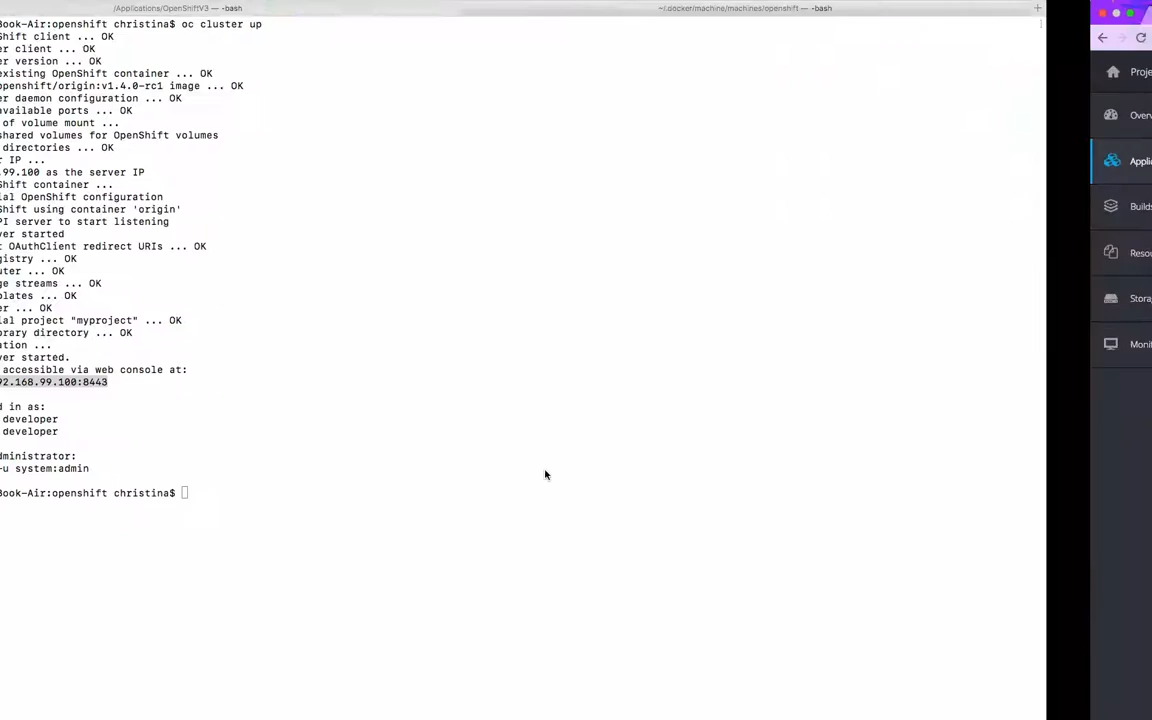 /Applications/OpenShiftV3 — -bash
~/.docker/machine/machines/openshift — -bash
Book-Air:openshift christina$ oc cluster up
Shift client ... OK
er client ... OK
er version ... OK
existing OpenShift container ... OK
openshift/origin:v1.4.0-rc1 image ... OK
er daemon configuration ... OK
available ports ... OK
of volume mount ...
shared volumes for OpenShift volumes
directories ... OK
r IP ...
.99.100 as the server IP
Shift container ...
ial OpenShift configuration
Shift using container 'origin'
PI server to start listening
ver started
t OAuthClient redirect URIs ... OK
gistry ... OK
uter ... OK
ge streams ... OK
plates ... OK
er ... OK
ial project "myproject" ... OK
orary directory ... OK
ation ...
ver started.
accessible via web console at:
92.168.99.100:8443
d in as:
developer
developer
dministrator:
-u system:admin
Book-Air:openshift christina$
Proje
Overv
Applic
Builds
Resou
Storag
Monit